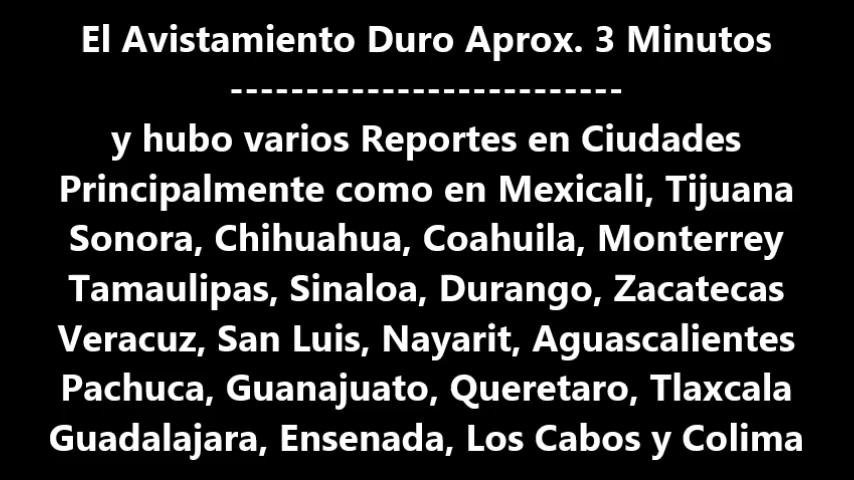 El Avistamiento Duro Aprox. 3 Minutos
--------------------------
y hubo varios Reportes en Ciudades
Principalmente como en Mexicali, Tijuana
Sonora, Chihuahua, Coahuila, Monterrey
Tamaulipas, Sinaloa, Durango, Zacatecas
Veracuz, San Luis, Nayarit, Aguascalientes
Pachuca, Guanajuato, Queretaro, Tlaxcala
Guadalajara, Ensenada, Los Cabos y Colima